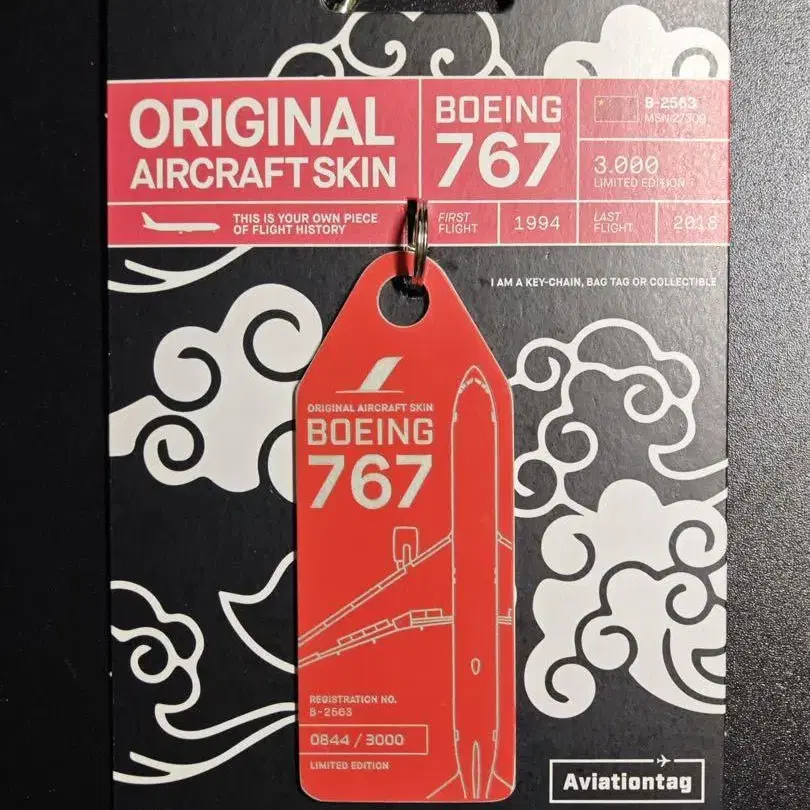 ORIGINAL
AIRCRAFT SKIN
THIS IS YOUR OWN PIECE
OF FLIGHT HISTORY
BOEING
767
B-2563
MSN 27309
3.000
LIMITED EDITION
FIRST
FLIGHT
1994
LAST
FLIGHT
2018
I AM A KEY-CHAIN, BAG TAG OR COLLECTIBLE
ORIGINAL AIRCRAFT SKIN
BOEING
767
REGISTRATION NO.
B-2563
0844 / 3000
LIMITED EDITION
Aviationtag